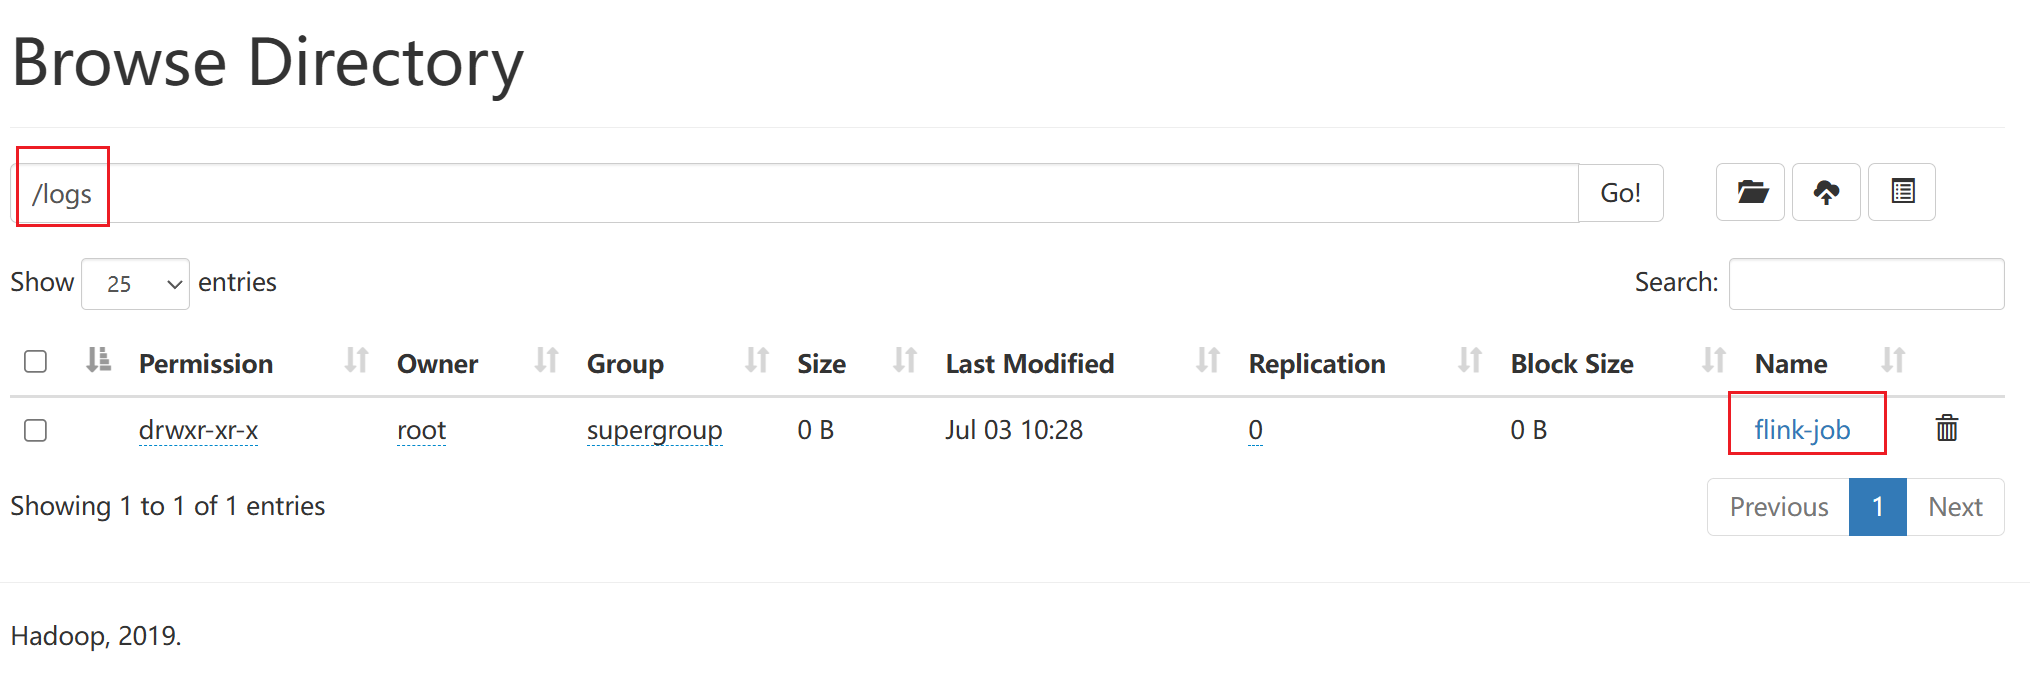 Browse Directory
/logs Go!
Show 25 entries Search:
Permission Owner Group Size Last Modified Replication Block Size Name
drwxr-xr-x root supergroup 0 B Jul 03 10:28 0 0 B flink-job
Showing 1 to 1 of 1 entries Previous 1 Next
Hadoop, 2019.